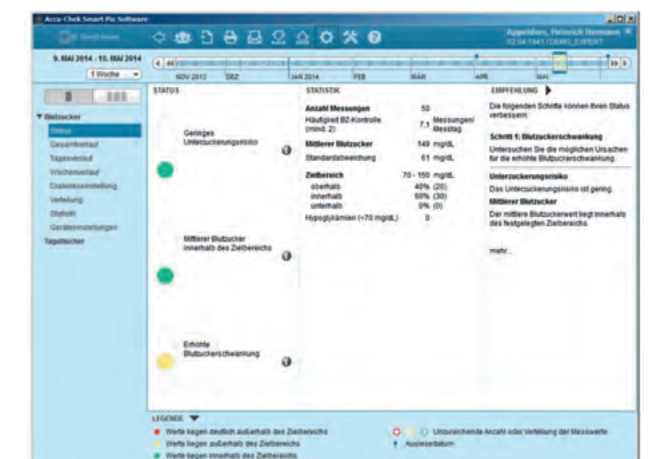 Accu-Chek Smart Pix Software
Appeldorn, Heinrich Hermann
02.04.1941 / DEMO_EXPERT
9. MAI 2014 - 15. MAI 2014
1 Woche
NOV 2013 DEZ JAN 2014 FEB MÄR APR MAI
Blutzucker
Status
Gesamtverlauf
Tagesverlauf
Wochenverlauf
Diabeteseinstellung
Verteilung
Statistik
Geräteeinstellungen
Tagebücher
STATUS
Geringes
Unterzuckerungsrisiko
Mittlerer Blutzucker
innerhalb des Zielbereichs
Erhöhte
Blutzuckerschwankung
STATISTIK
Anzahl Messungen 50
Häufigkeit BZ-Kontrolle (mind. 2) 7,1 Messungen/ Messtag
Mittlerer Blutzucker 149 mg/dL
Standardabweichung 61 mg/dL
Zielbereich 70 - 150 mg/dL
oberhalb 40% (20)
innerhalb 60% (30)
unterhalb 0% (0)
Hypoglykämien (<70 mg/dL) 0
EMPFEHLUNG
Die folgenden Schritte können Ihren Status
verbessern:
Schritt 1: Blutzuckerschwankung
Untersuchen Sie die möglichen Ursachen
für die erhöhte Blutzuckerschwankung.
Unterzuckerungsrisiko
Das Unterzuckerungsrisiko ist gering.
Mittlerer Blutzucker
Der mittlere Blutzuckerwert liegt innerhalb
des festgelegten Zielbereichs.
mehr...
LEGENDE
Werte liegen deutlich außerhalb des Zielbereichs
Werte liegen außerhalb des Zielbereichs
Werte liegen innerhalb des Zielbereichs
Unzureichende Anzahl oder Verteilung der Messwerte
Auslesedatum